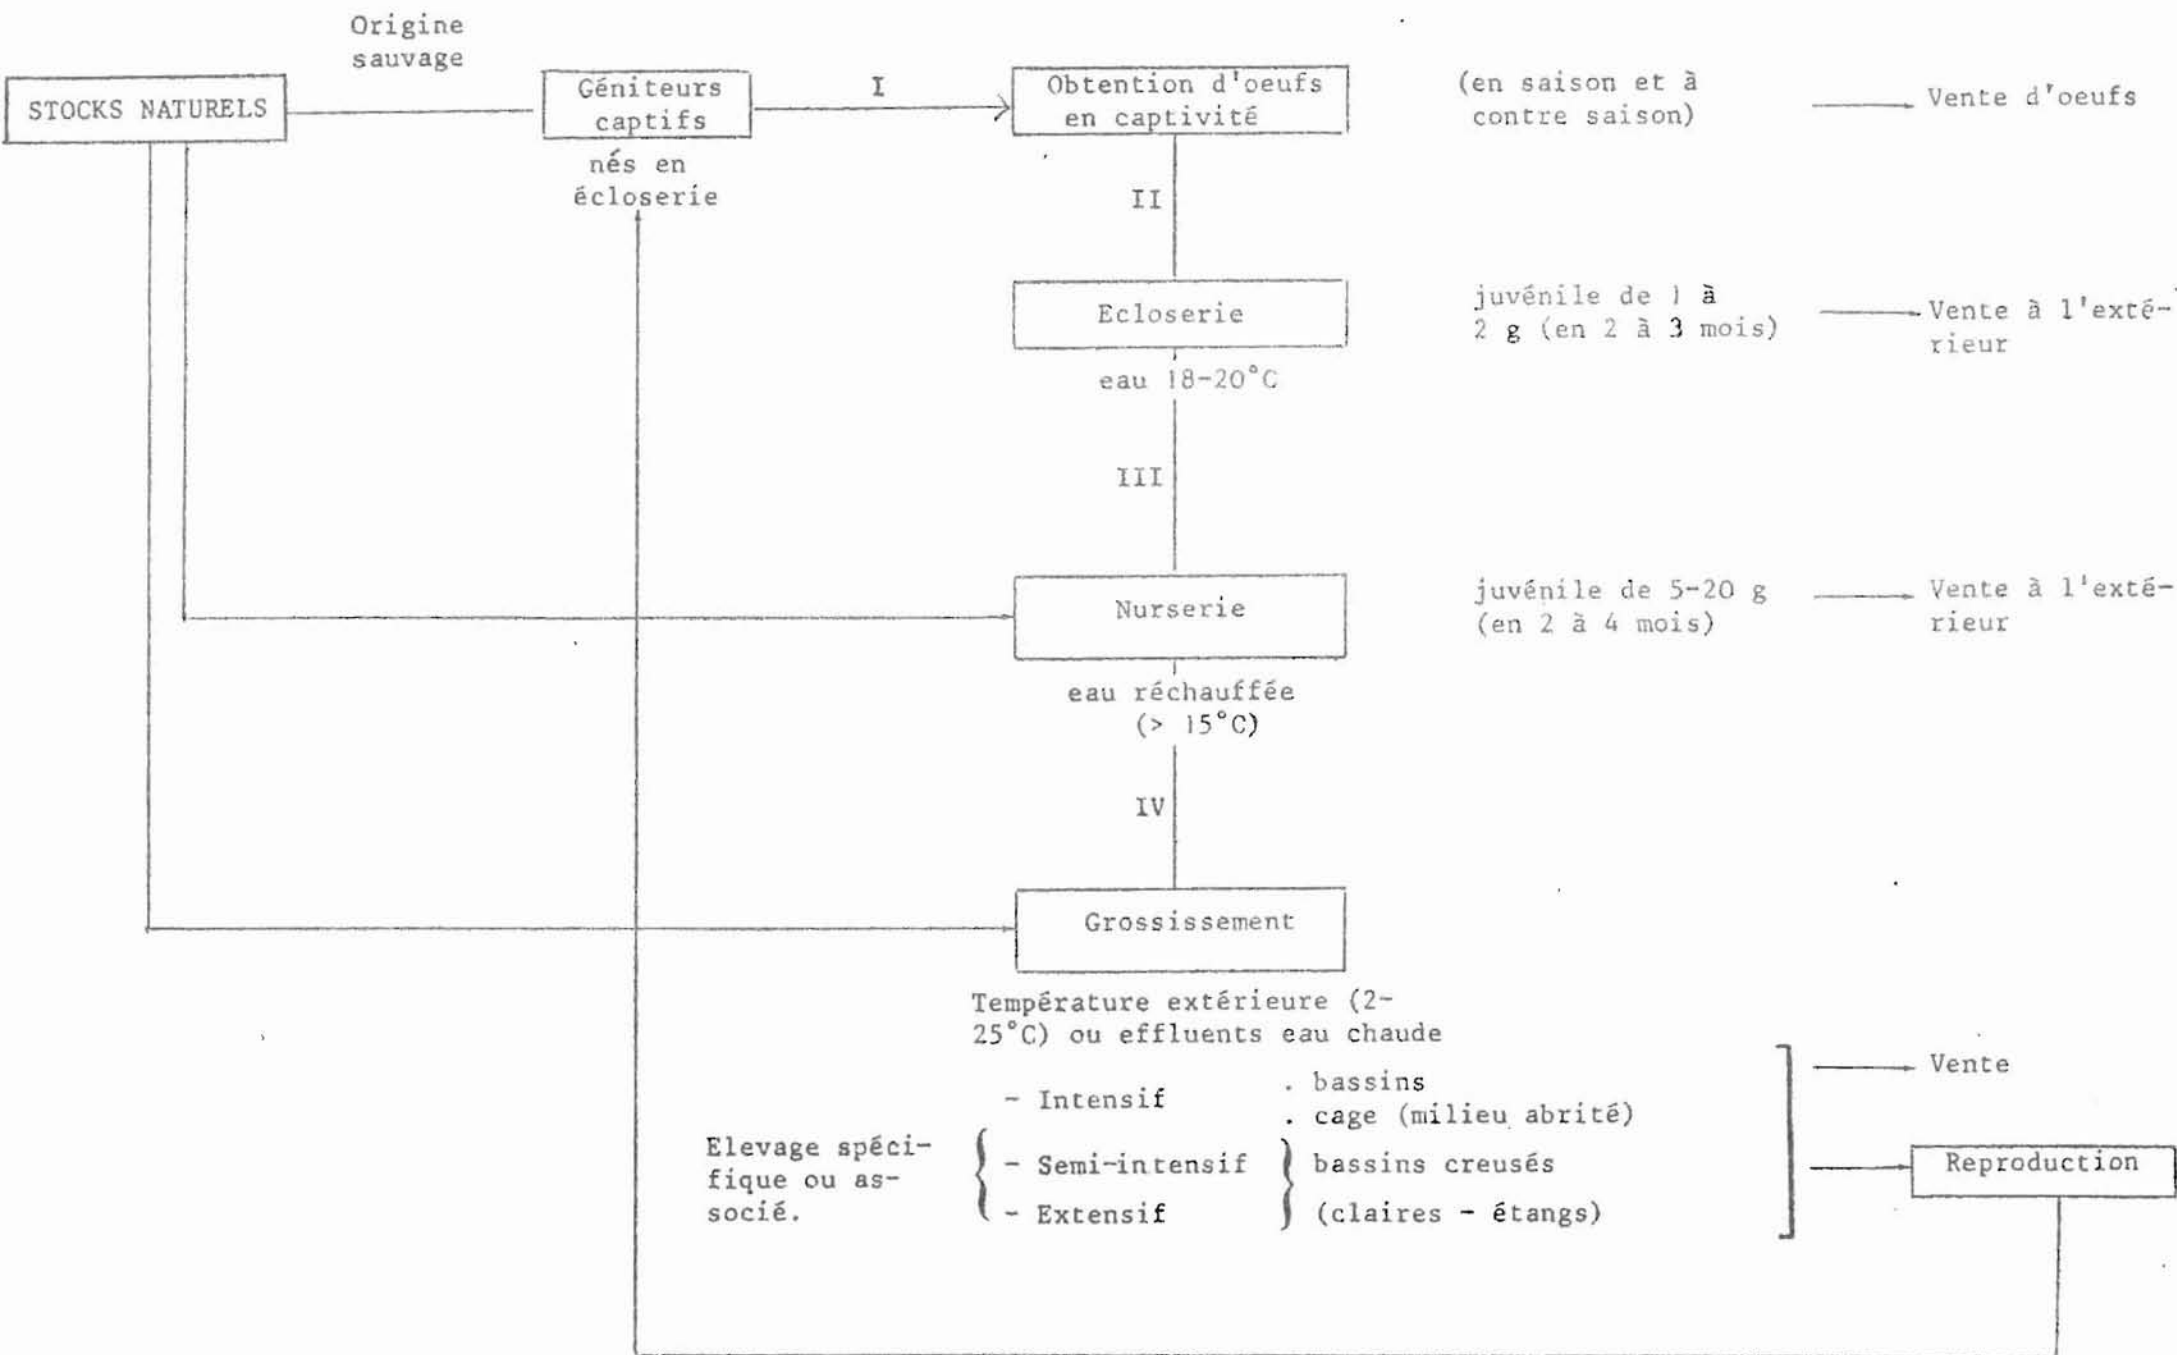 Origine
sauvage
STOCKS NATURELS
Géniteurs
captifs
nés en
écloserie
I
Obtention d'oeufs
en captivité
(en saison et à
contre saison)
Vente d'oeufs
II
Ecloserie
eau 18-20°C
juvénile de 1 à
2 g (en 2 à 3 mois)
Vente à l'exté-
rieur
III
Nurserie
eau réchauffée
(> 15°C)
juvénile de 5-20 g
(en 2 à 4 mois)
Vente à l'exté-
rieur
IV
Grossissement
Température extérieure (2-
25°C) ou effluents eau chaude
Elevage spéci-
fique ou as-
socié.
- Intensif
- Semi-intensif
- Extensif
. bassins
. cage (milieu abrité)
bassins creusés
(claires - étangs)
Vente
Reproduction